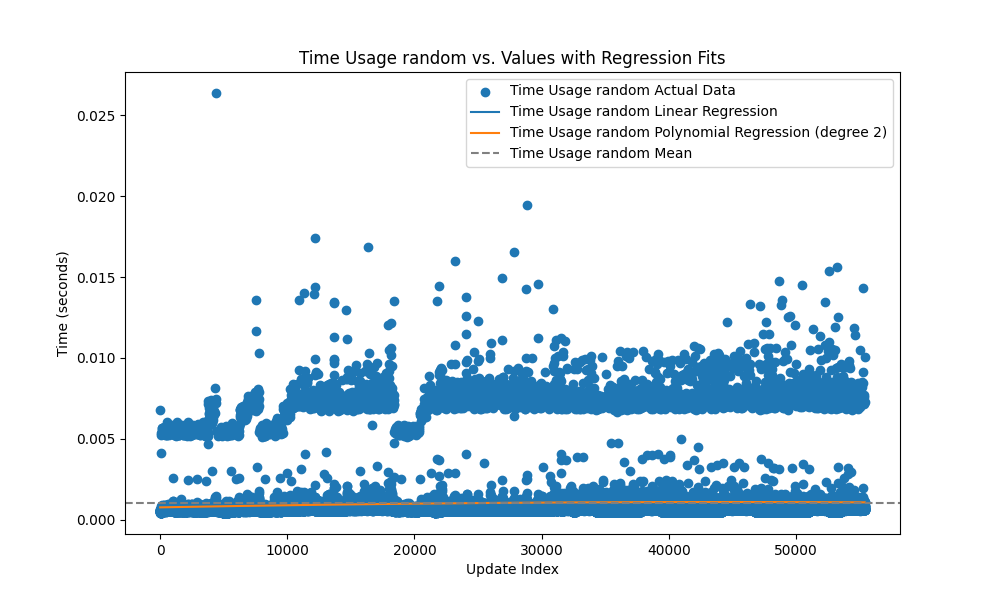 Time Usage random vs. Values with Regression Fits
Time Usage random Actual Data
Time Usage random Linear Regression
Time Usage random Polynomial Regression (degree 2)
Time Usage random Mean
Time (seconds)
0.025
0.020
0.015
0.010
0.005
0.000
0 10000 20000 30000 40000 50000
Update Index